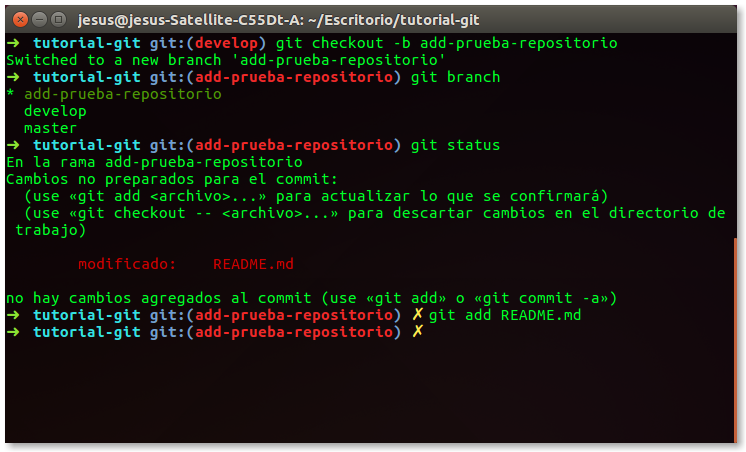 jesus@jesus-Satellite-C55Dt-A: ~/Escritorio/tutorial-git
➜  tutorial-git git:(develop) git checkout -b add-prueba-repositorio
Switched to a new branch 'add-prueba-repositorio'
➜  tutorial-git git:(add-prueba-repositorio) git branch
* add-prueba-repositorio
  develop
  master
➜  tutorial-git git:(add-prueba-repositorio) git status
En la rama add-prueba-repositorio
Cambios no preparados para el commit:
  (use «git add <archivo>...» para actualizar lo que se confirmará)
  (use «git checkout -- <archivo>...» para descartar cambios en el directorio de
 trabajo)
        modificado:    README.md
no hay cambios agregados al commit (use «git add» o «git commit -a»)
➜  tutorial-git git:(add-prueba-repositorio) ✗ git add README.md
➜  tutorial-git git:(add-prueba-repositorio) ✗